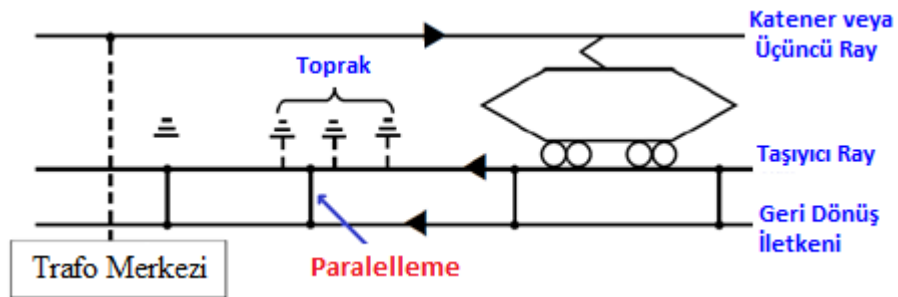 Katener veya
Üçüncü Ray
Toprak
Taşıyıcı Ray
Geri Dönüş
İletkeni
Paralelleme
Trafo Merkezi